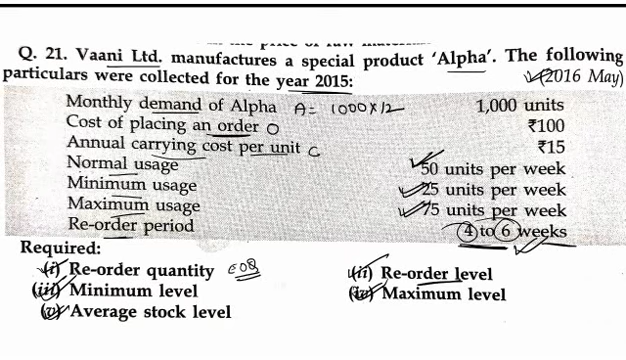 Q. 21. Vaani Ltd. manufactures a special product ‘Alpha’. The following
particulars were collected for the year 2015: (2016 May)
Monthly demand of Alpha A= 1000×12 1,000 units
Cost of placing an order O ₹100
Annual carrying cost per unit C ₹15
Normal usage 50 units per week
Minimum usage 25 units per week
Maximum usage 75 units per week
Re-order period 4 to 6 weeks
Required:
(i) Re-order quantity EOQ (ii) Re-order level
(iii) Minimum level (iv) Maximum level
(v) Average stock level